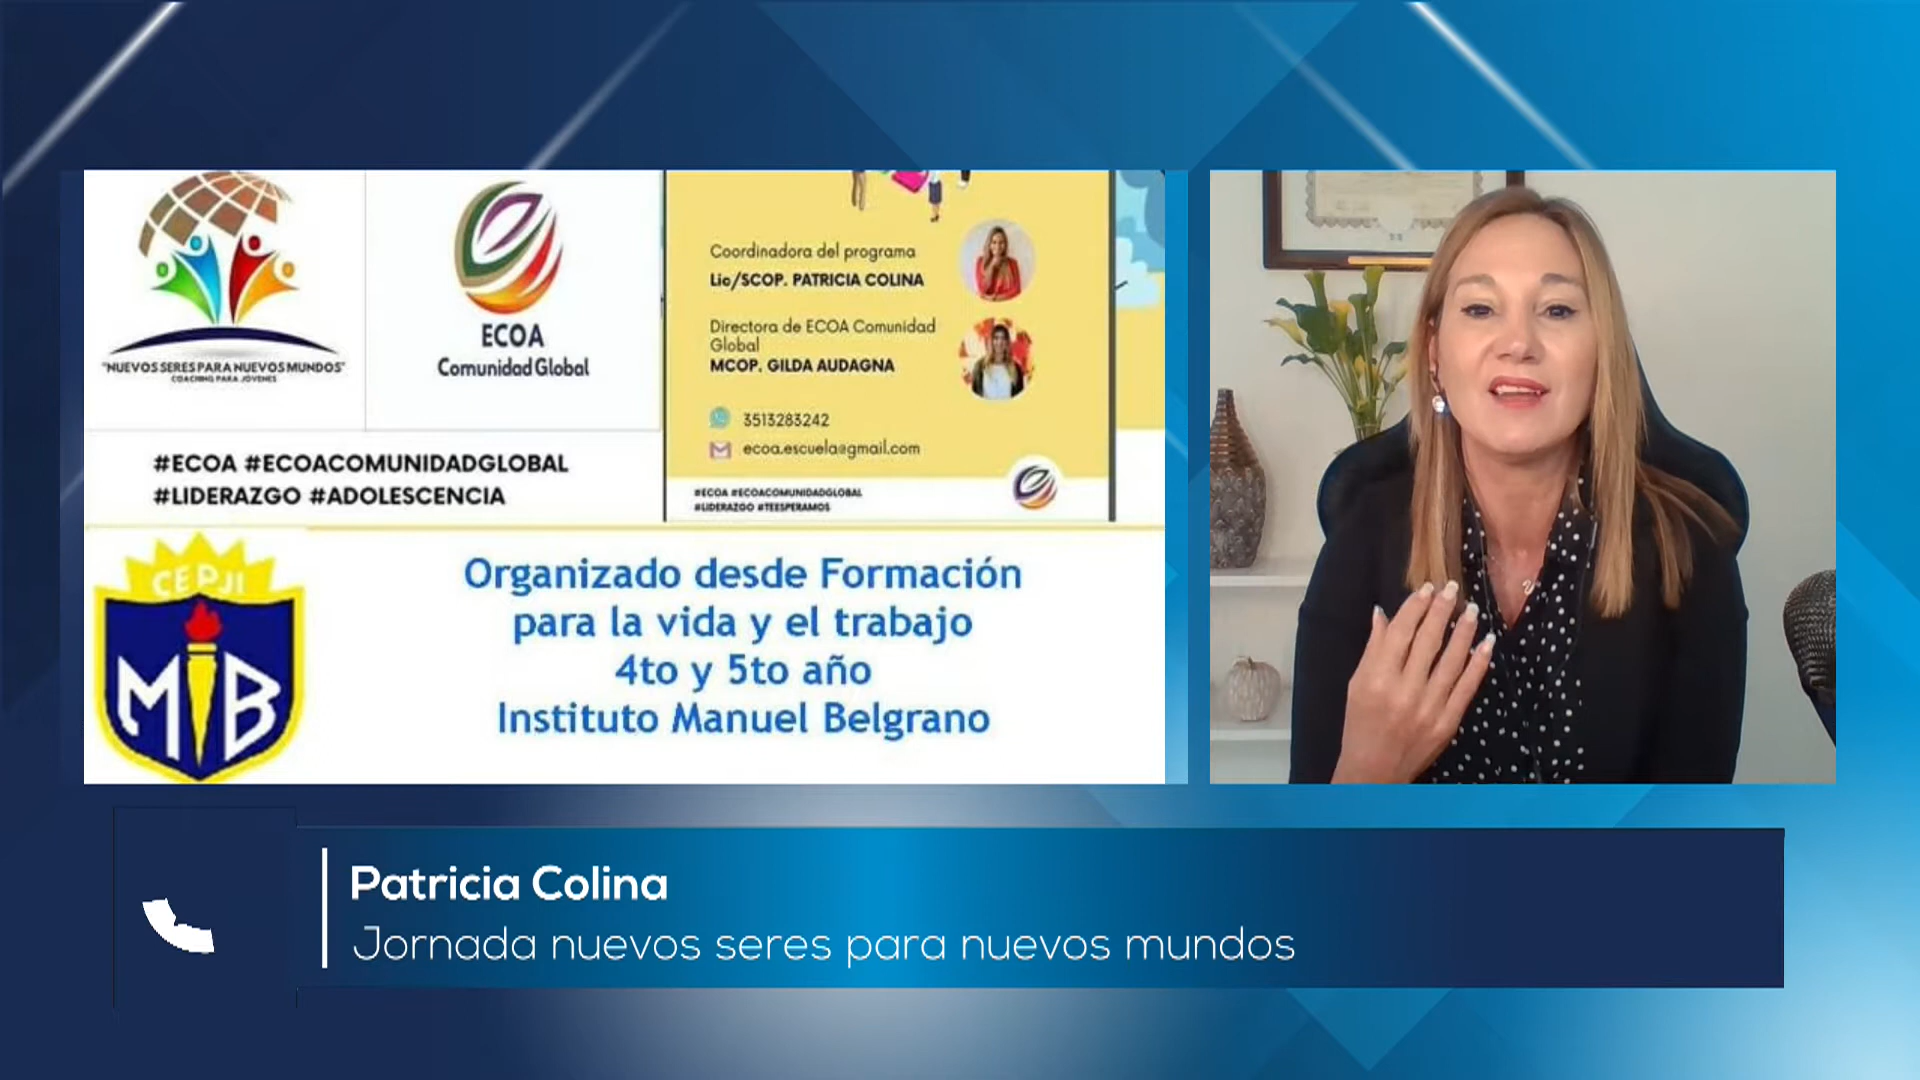 "NUEVOS SERES PARA NUEVOS MUNDOS"
COACHING PARA JÓVENES
ECOA
Comunidad Global
#ECOA #ECOACOMUNIDADGLOBAL
#LIDERAZGO #ADOLESCENCIA
Coordinadora del programa
Lic/SCOP. PATRICIA COLINA
Directora de ECOA Comunidad
Global
MCOP. GILDA AUDAGNA
3513283242
ecoa.escuela@gmail.com
#ECOA #ECOACOMUNIDADGLOBAL
#LIDERAZGO #TEESPERAMOS
CEPJI
MB
Organizado desde Formación
para la vida y el trabajo
4to y 5to año
Instituto Manuel Belgrano
Patricia Colina
Jornada nuevos seres para nuevos mundos